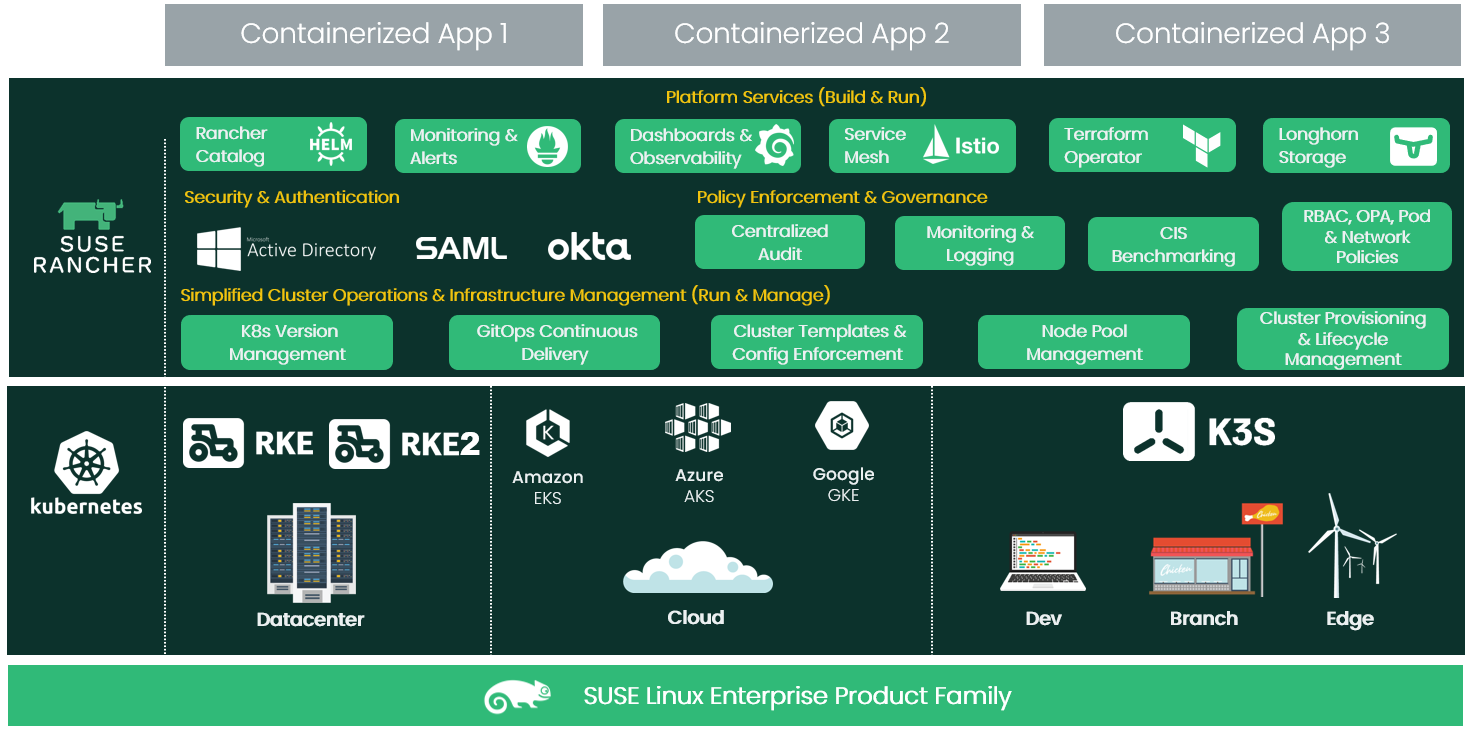 Containerized App 1
Containerized App 2
Containerized App 3
Platform Services (Build & Run)
Rancher
Catalog
HELM
Monitoring &
Alerts
Dashboards &
Observability
Service
Mesh
Istio
Terraform
Operator
Longhorn
Storage
SUSE
RANCHER
Security & Authentication
Microsoft
Active Directory
SAML
okta
Policy Enforcement & Governance
Centralized
Audit
Monitoring &
Logging
CIS
Benchmarking
RBAC, OPA, Pod
& Network
Policies
Simplified Cluster Operations & Infrastructure Management (Run & Manage)
K8s Version
Management
GitOps Continuous
Delivery
Cluster Templates &
Config Enforcement
Node Pool
Management
Cluster Provisioning
& Lifecycle
Management
kubernetes
RKE
RKE2
Datacenter
K
Amazon
EKS
Azure
AKS
Google
GKE
Cloud
K3S
Dev
Chicken
Branch
Edge
SUSE Linux Enterprise Product Family